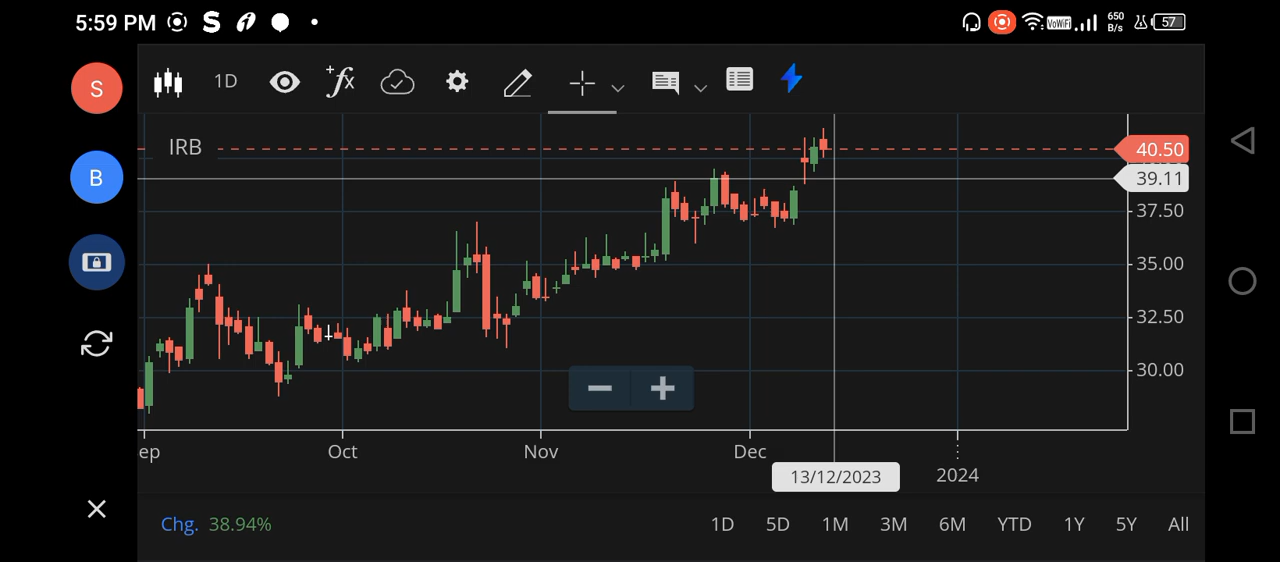 5:59 PM VoWiFi 650 B/s 57
S 1D +fx
IRB 40.50
B 39.11
37.50
35.00
32.50
30.00
ep Oct Nov Dec 2024
13/12/2023
Chg. 38.94% 1D 5D 1M 3M 6M YTD 1Y 5Y All